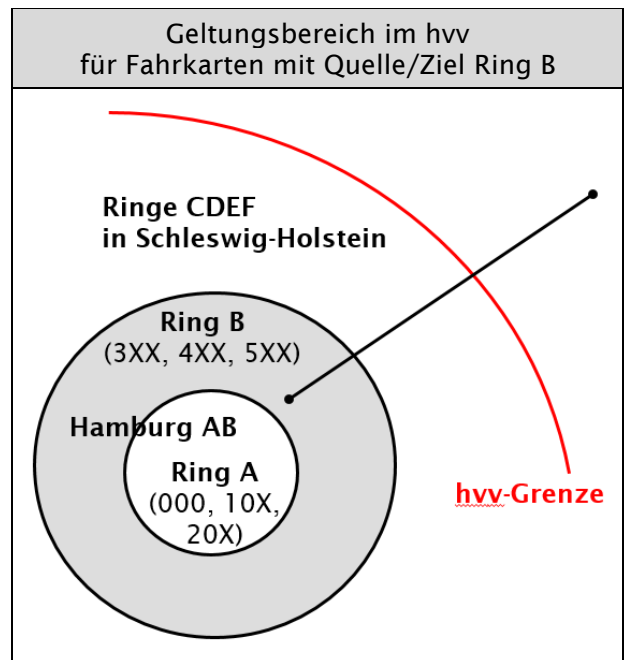 Geltungsbereich im hvv
für Fahrkarten mit Quelle/Ziel Ring B
Ringe CDEF
in Schleswig-Holstein
Ring B
(3XX, 4XX, 5XX)
Hamburg AB
Ring A
(000, 10X,
20X)
hvv-Grenze